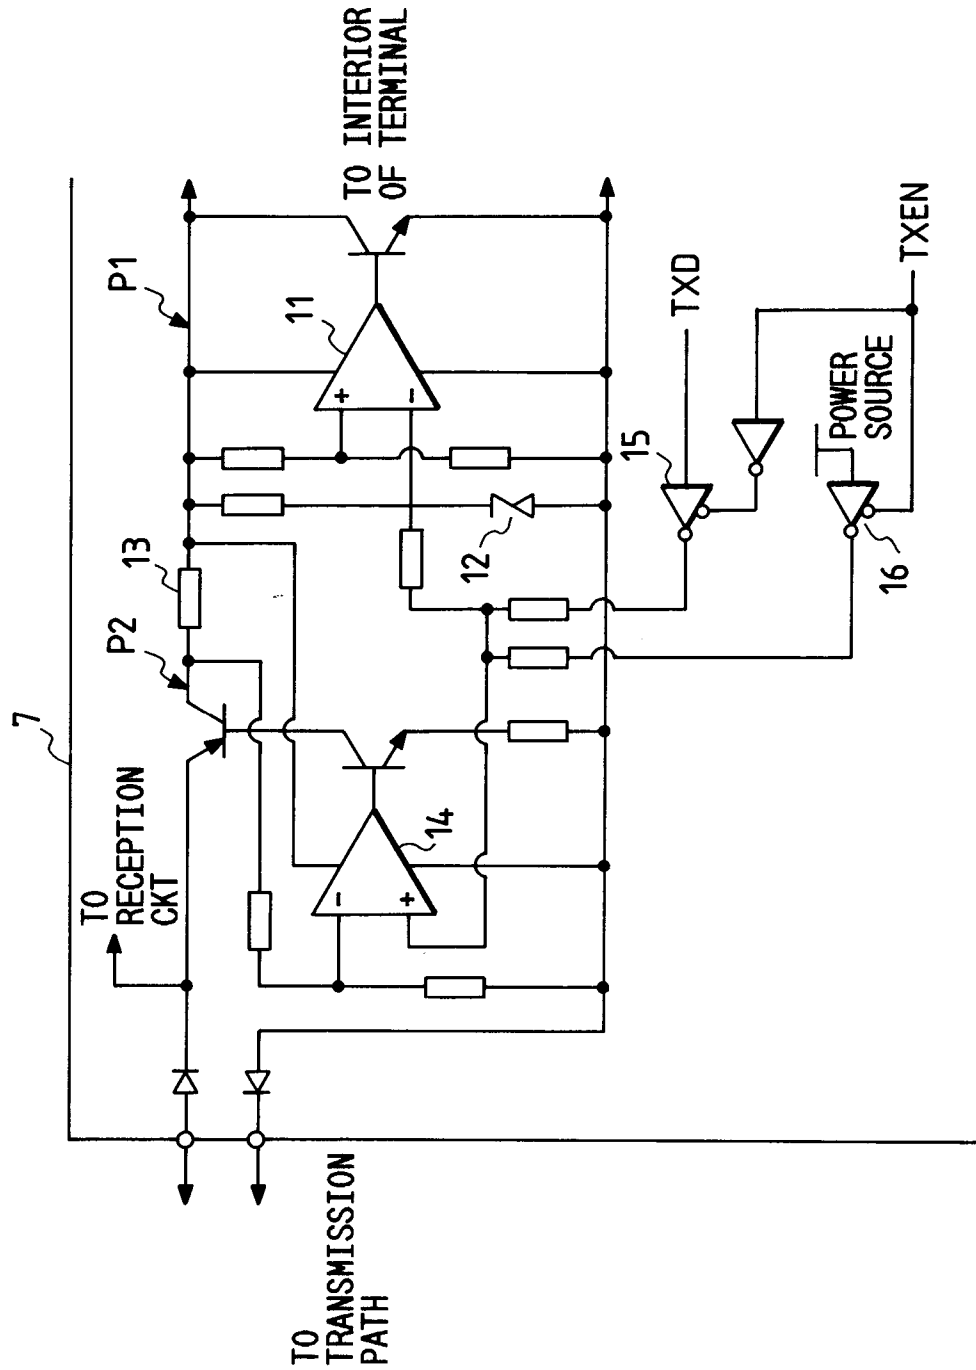 7
TO
RECEPTION
CKT
P2
13
P1
TO INTERIOR
OF TERMINAL
11
+
−
12
14
−
+
15
TXD
POWER
SOURCE
16
TXEN
TO
TRANSMISSION
PATH